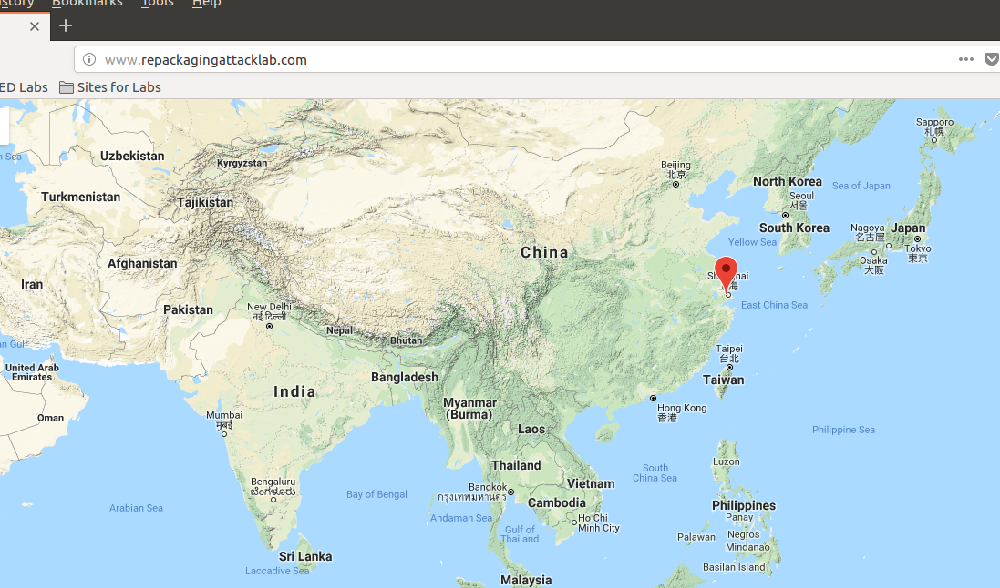 istory Bookmarks Tools Help
www.repackagingattacklab.com
ED Labs Sites for Labs
Sapporo
札幌
Uzbekistan
Kyrgyzstan
Beijing
北京
North Korea
Sea of Japan
Turkmenistan
Tajikistan
Seoul
서울
South Korea
Nagoya
名古屋
Japan
Tokyo
東京
Osaka
大阪
Yellow Sea
China
Afghanistan
Iran
Shanghai
East China Sea
Pakistan
New Delhi
नई दिल्ली
Nepal
Bhutan
an Gulf
United Arab
Emirates
Taipei
台北
Taiwan
Bangladesh
India
Myanmar
(Burma)
Hong Kong
香港
Oman
Mumbai
मुंबई
Laos
Philippine Sea
Luzon
South
China Sea
Thailand
Vietnam
Bengaluru
ಬೆಂಗಳೂರು
Bangkok
กรุงเทพมหานคร
Cambodia
Bay of Bengal
Arabian Sea
Andaman Sea
Ho Chi
Minh City
Gulf of
Thailand
Philippines
Panay
Palawan
Negros
Mindanao
Basilan Island
Sri Lanka
Laccadive Sea
Malaysia